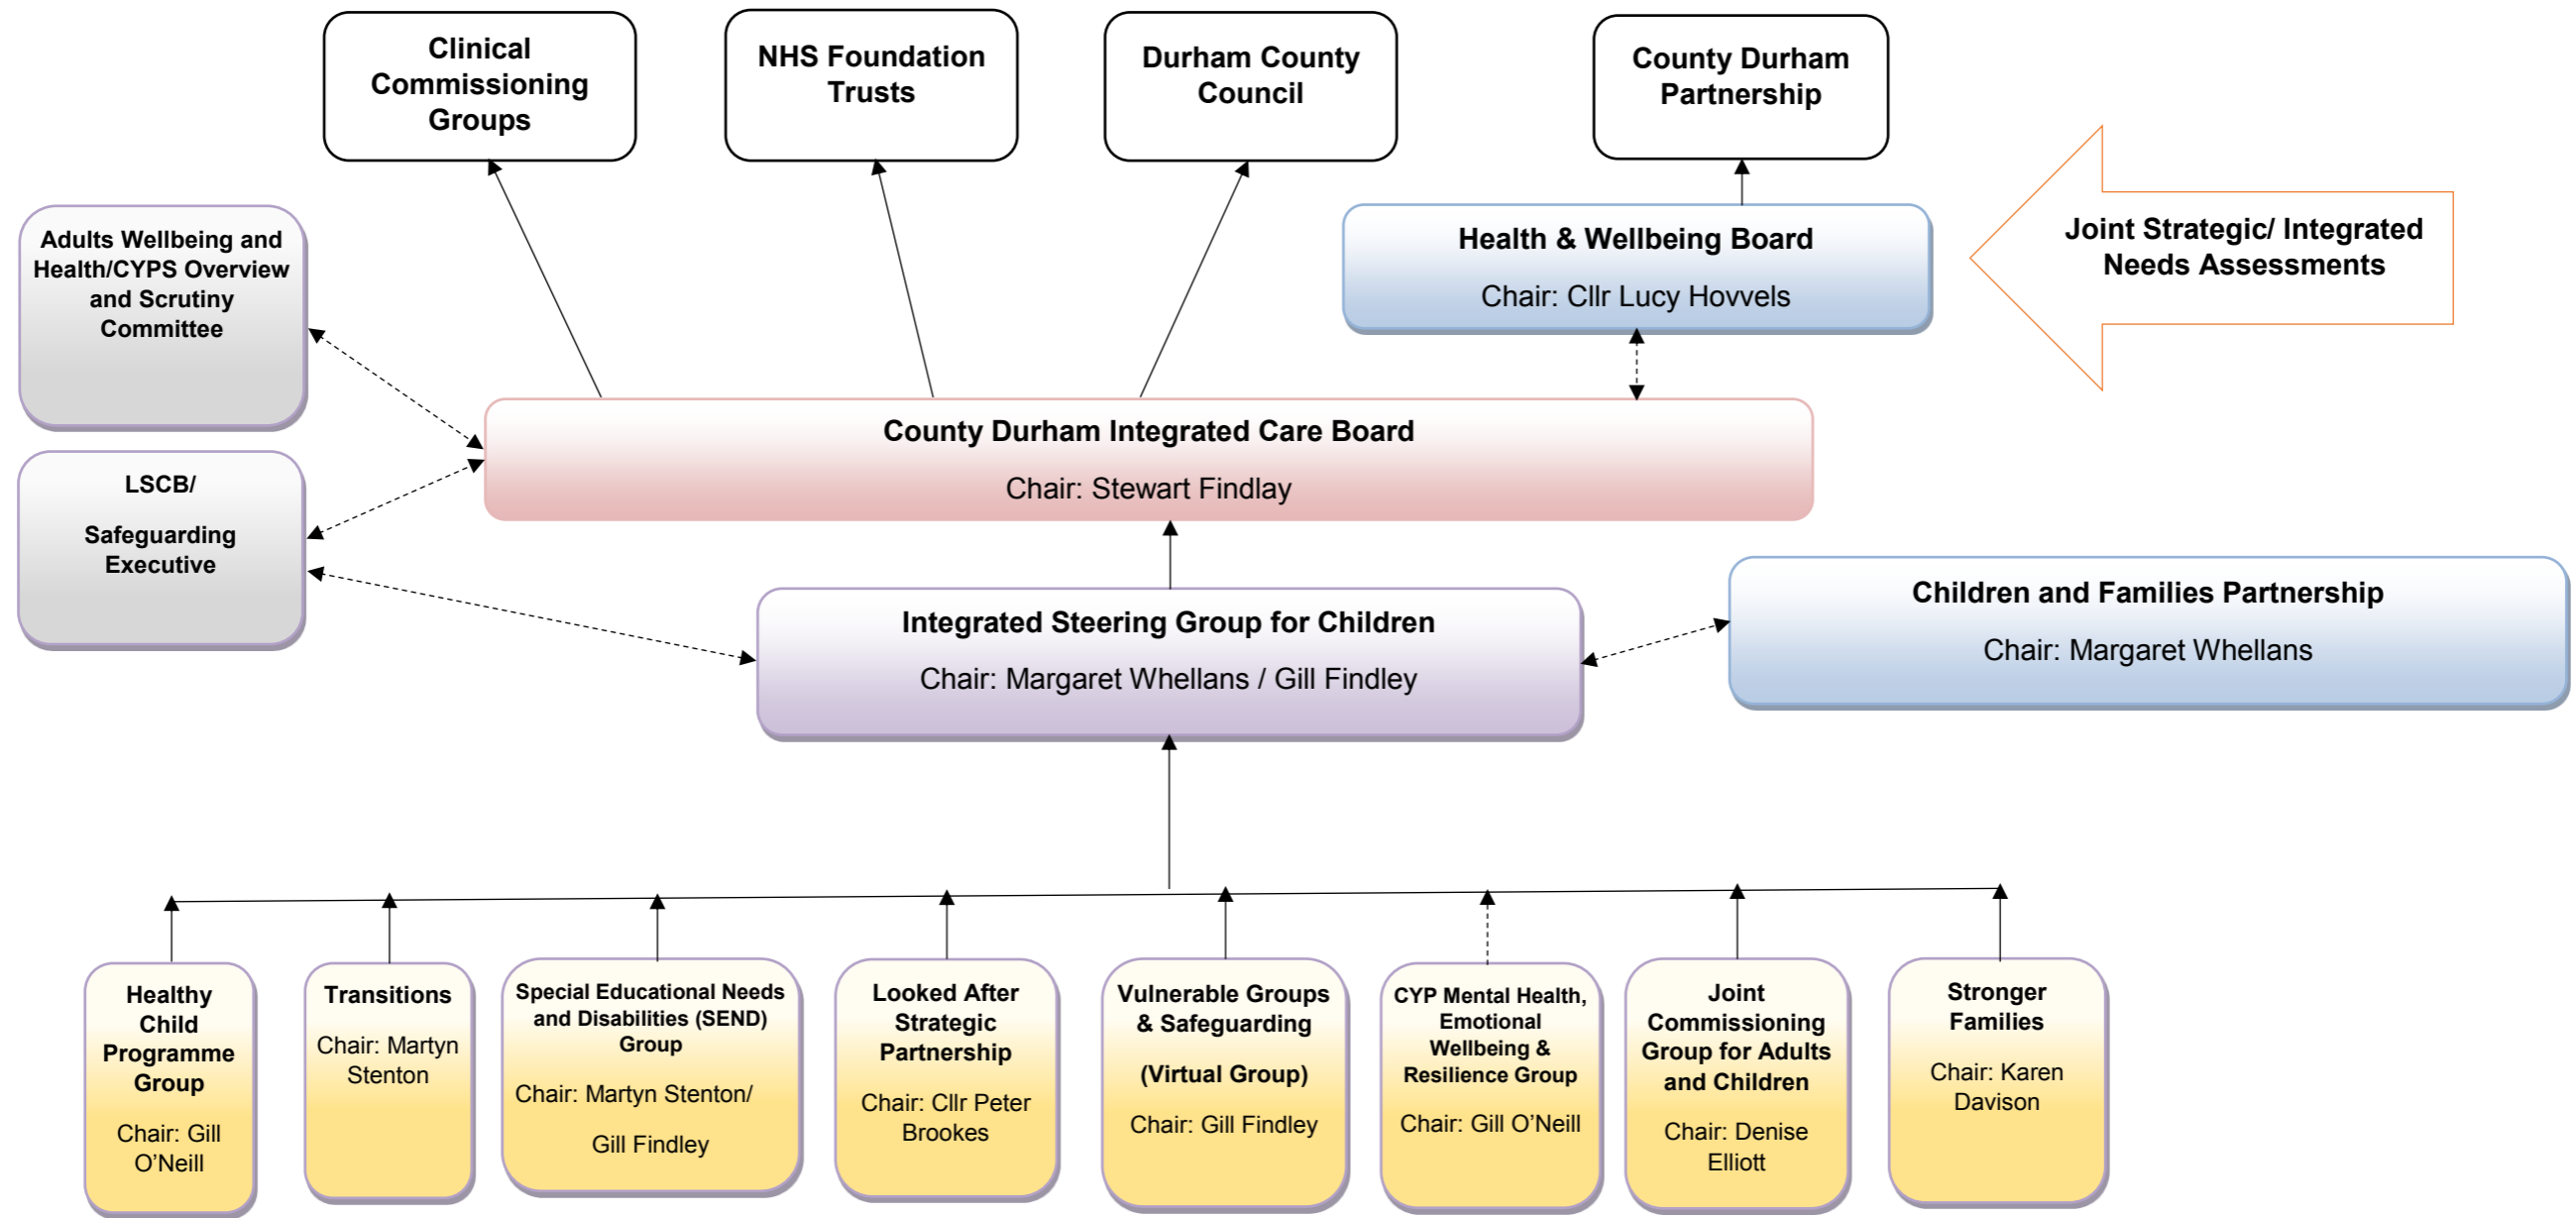 Clinical
Commissioning
Groups
NHS Foundation
Trusts
Durham County
Council
County Durham
Partnership
Adults Wellbeing and
Health/CYPS Overview
and Scrutiny
Committee
Health & Wellbeing Board
Chair: Cllr Lucy Hovvels
Joint Strategic/ Integrated
Needs Assessments
County Durham Integrated Care Board
Chair: Stewart Findlay
LSCB/
Safeguarding
Executive
Integrated Steering Group for Children
Chair: Margaret Whellans / Gill Findley
Children and Families Partnership
Chair: Margaret Whellans
Healthy
Child
Programme
Group
Chair: Gill
O’Neill
Transitions
Chair: Martyn
Stenton
Special Educational Needs
and Disabilities (SEND)
Group
Chair: Martyn Stenton/
Gill Findley
Looked After
Strategic
Partnership
Chair: Cllr Peter
Brookes
Vulnerable Groups
& Safeguarding
(Virtual Group)
Chair: Gill Findley
CYP Mental Health,
Emotional
Wellbeing &
Resilience Group
Chair: Gill O’Neill
Joint
Commissioning
Group for Adults
and Children
Chair: Denise
Elliott
Stronger
Families
Chair: Karen
Davison